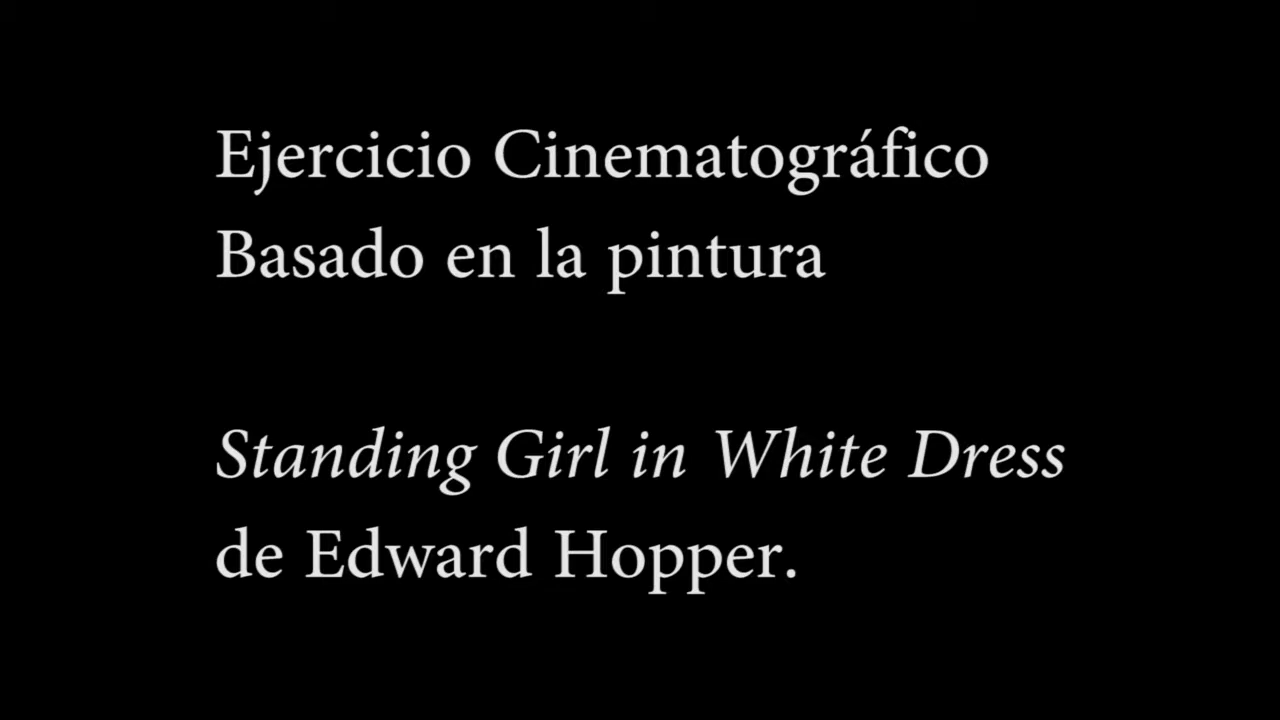 Ejercicio Cinematográfico
Basado en la pintura
Standing Girl in White Dress
de Edward Hopper.